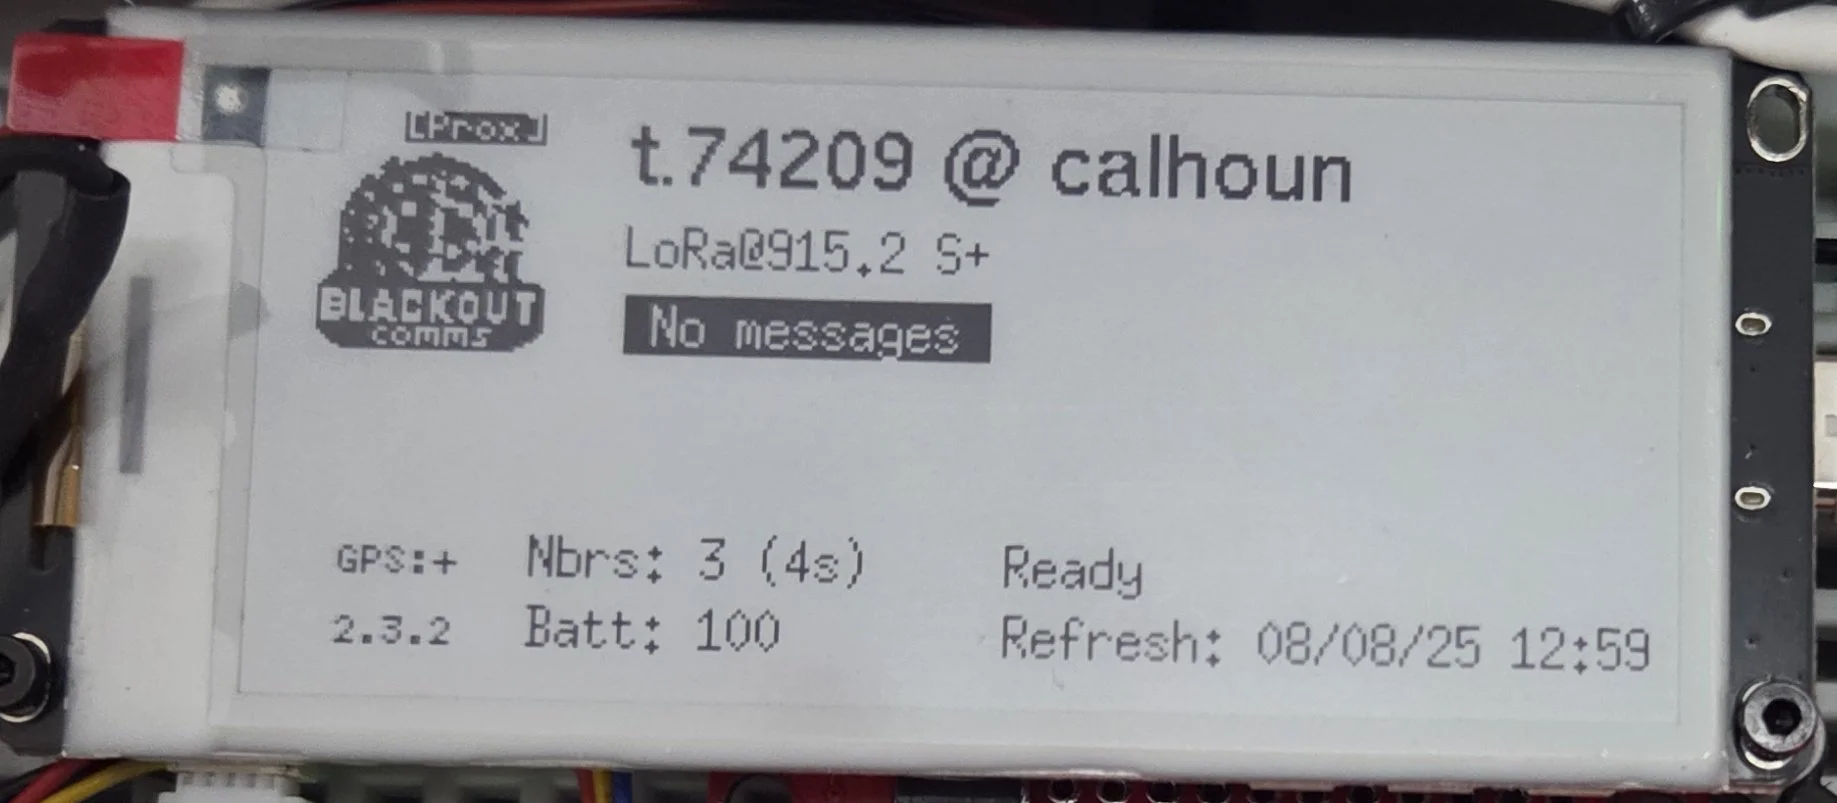 [Prox]
BLACKOUT
comms
t.74209 @ calhoun
LoRa@915.2 S+
No messages
GPS:+ Nbrs: 3 (4s) Ready
2.3.2 Batt: 100 Refresh: 08/08/25 12:59